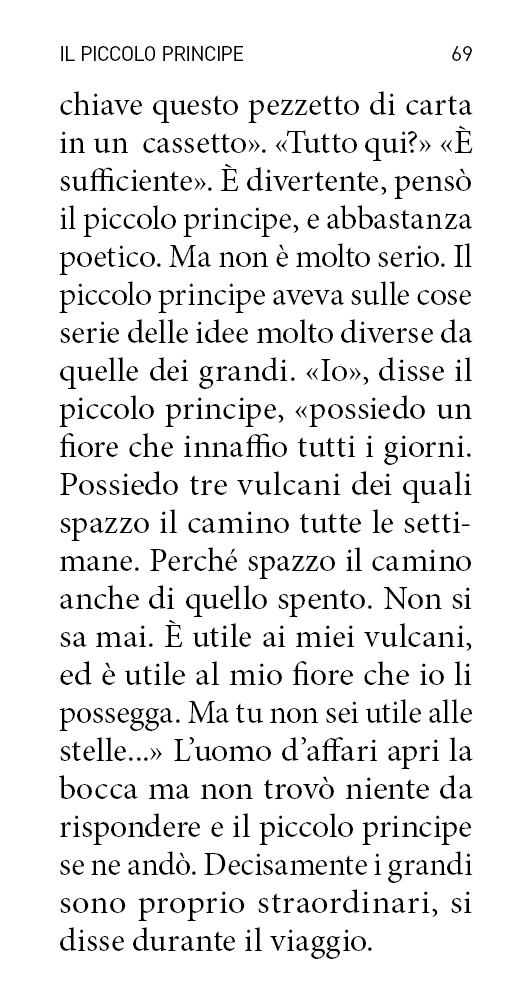 IL PICCOLO PRINCIPE 69
chiave questo pezzetto di carta
in un cassetto». «Tutto qui?» «È
sufficiente». È divertente, pensò
il piccolo principe, e abbastanza
poetico. Ma non è molto serio. Il
piccolo principe aveva sulle cose
serie delle idee molto diverse da
quelle dei grandi. «Io», disse il
piccolo principe, «possiedo un
fiore che innaffio tutti i giorni.
Possiedo tre vulcani dei quali
spazzo il camino tutte le setti-
mane. Perché spazzo il camino
anche di quello spento. Non si
sa mai. È utile ai miei vulcani,
ed è utile al mio fiore che io li
possegga. Ma tu non sei utile alle
stelle...» L’uomo d’affari apri la
bocca ma non trovò niente da
rispondere e il piccolo principe
se ne andò. Decisamente i grandi
sono proprio straordinari, si
disse durante il viaggio.